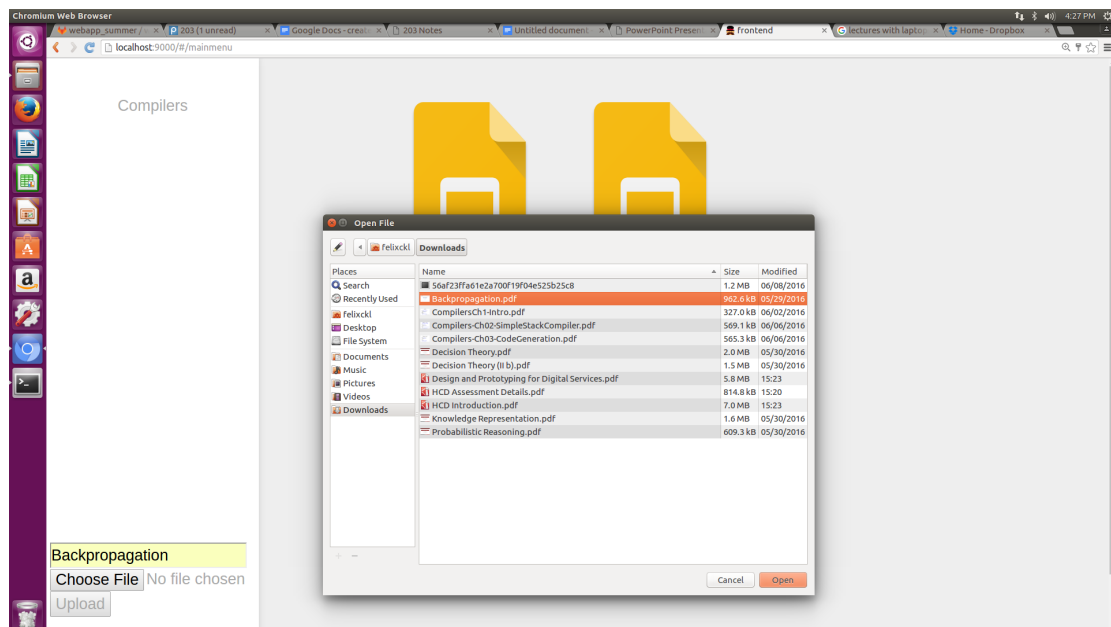 Chromium Web Browser
4:27 PM
webapp_summer /
203 (1 unread)
Google Docs - create
203 Notes
Untitled document
PowerPoint Present
frontend
lectures with laptop
Home - Dropbox
localhost:9000/#/mainmenu
Compilers
Open File
felixckl
Downloads
Places
Name
Size
Modified
Search
56af23ffa61e2a700f19f04e525b25c8
1.2 MB
06/08/2016
Recently Used
Backpropagation.pdf
962.6 kB
05/29/2016
felixckl
CompilersCh1-Intro.pdf
327.0 kB
06/02/2016
Desktop
Compilers-Ch02-SimpleStackCompiler.pdf
569.1 kB
06/06/2016
File System
Compilers-Ch03-CodeGeneration.pdf
565.3 kB
06/06/2016
Documents
Decision Theory.pdf
2.0 MB
05/30/2016
Music
Decision Theory (II b).pdf
1.5 MB
05/30/2016
Pictures
Design and Prototyping for Digital Services.pdf
5.8 MB
15:23
Videos
HCD Assessment Details.pdf
814.8 kB
15:20
Downloads
HCD Introduction.pdf
7.0 MB
15:23
Knowledge Representation.pdf
1.6 MB
05/30/2016
Probabilistic Reasoning.pdf
609.3 kB
05/30/2016
Cancel
Open
Backpropagation
Choose File No file chosen
Upload